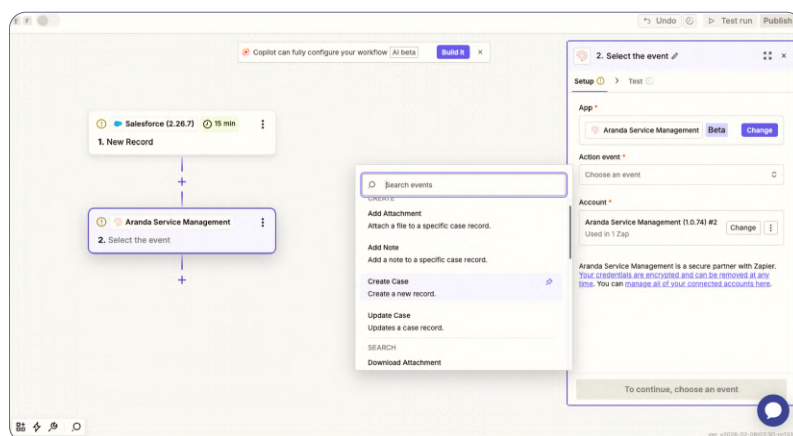 Undo
Test run
Publish
Copilot can fully configure your workflow AI beta Build it ×
Salesforce (2.26.7) 15 min
1. New Record
Aranda Service Management
2. Select the event
Search events
CREATE
Add Attachment
Attach a file to a specific case record.
Add Note
Add a note to a specific case record.
Create Case
Create a new record.
Update Case
Updates a case record.
SEARCH
Download Attachment
2. Select the event
Setup
Test
App *
Aranda Service Management Beta Change
Action event *
Choose an event
Account *
Aranda Service Management (1.0.74) #2
Used in 1 Zap
Change
Aranda Service Management is a secure partner with Zapier.
Your credentials are encrypted and can be removed at any
time. You can manage all of your connected accounts here.
To continue, choose an event